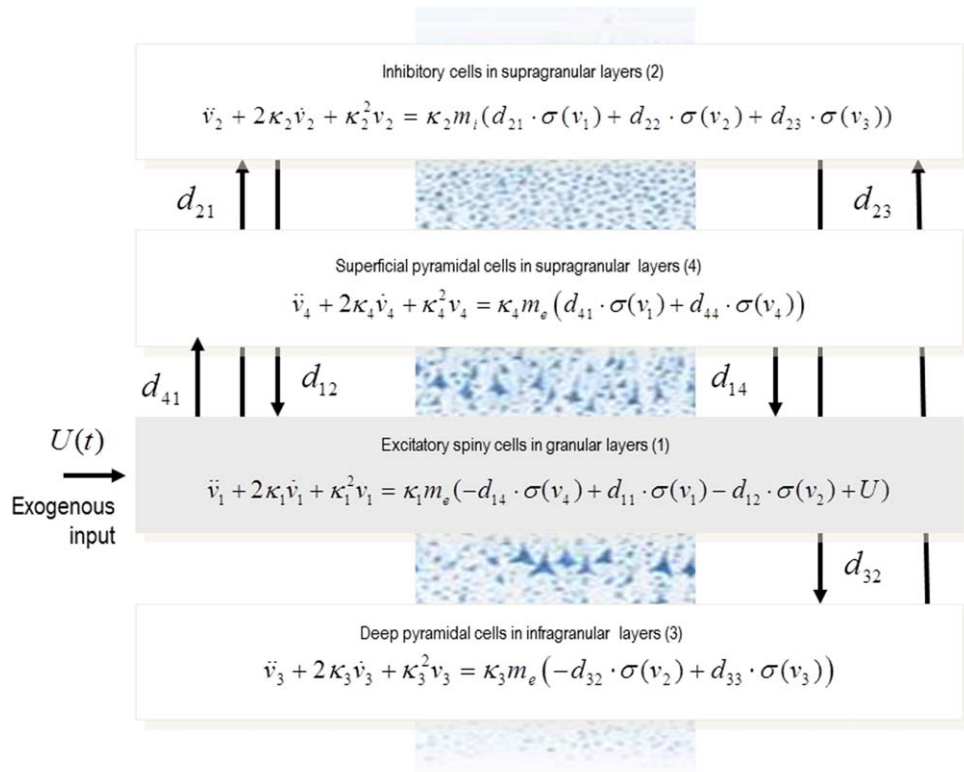 Inhibitory cells in supragranular layers (2)
v̈₂ + 2κ₂v̇₂ + κ₂²v₂ = κ₂mᵢ(d₂₁ · σ(v₁) + d₂₂ · σ(v₂) + d₂₃ · σ(v₃))
d₂₁
d₂₃
Superficial pyramidal cells in supragranular layers (4)
v̈₄ + 2κ₄v̇₄ + κ₄²v₄ = κ₄mₑ(d₄₁ · σ(v₁) + d₄₄ · σ(v₄))
d₄₁
d₁₂
d₁₄
U(t)
Exogenous
input
Excitatory spiny cells in granular layers (1)
v̈₁ + 2κ₁v̇₁ + κ₁²v₁ = κ₁mₑ(−d₁₄ · σ(v₄) + d₁₁ · σ(v₁) − d₁₂ · σ(v₂) + U)
d₃₂
Deep pyramidal cells in infragranular layers (3)
v̈₃ + 2κ₃v̇₃ + κ₃²v₃ = κ₃mₑ(−d₃₂ · σ(v₂) + d₃₃ · σ(v₃))